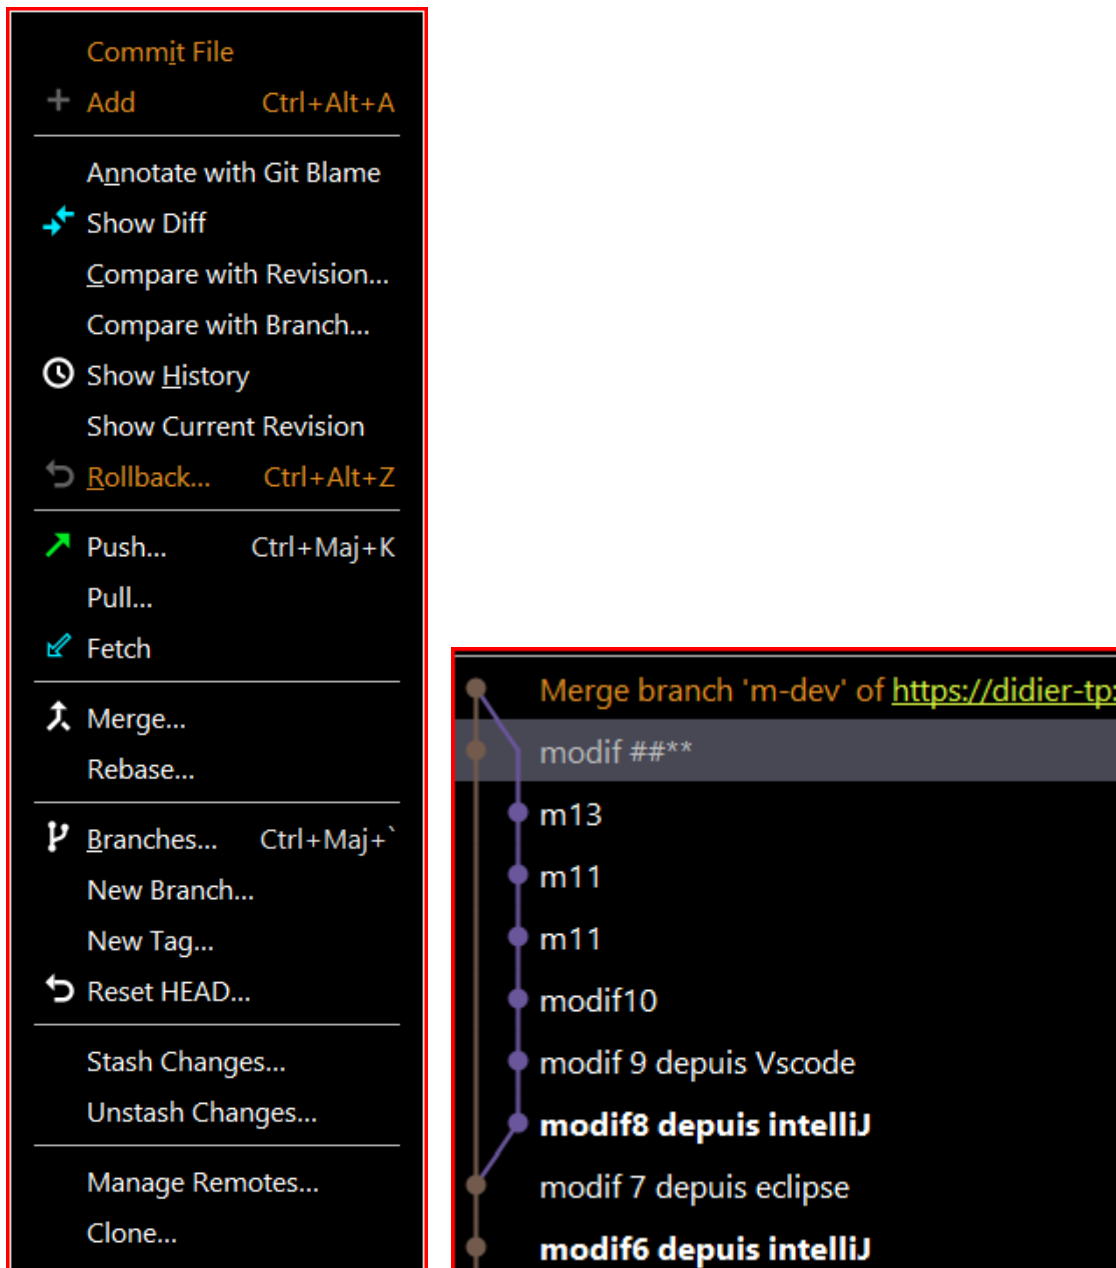 Commit File
+ Add Ctrl+Alt+A
Annotate with Git Blame
Show Diff
Compare with Revision...
Compare with Branch...
Show History
Show Current Revision
Rollback... Ctrl+Alt+Z
Push... Ctrl+Maj+K
Pull...
Fetch
Merge...
Rebase...
Branches... Ctrl+Maj+`
New Branch...
New Tag...
Reset HEAD...
Stash Changes...
Unstash Changes...
Manage Remotes...
Clone...
Merge branch 'm-dev' of https://didier-tp:
modif ##**
m13
m11
m11
modif10
modif 9 depuis Vscode
modif8 depuis intelliJ
modif 7 depuis eclipse
modif6 depuis intelliJ